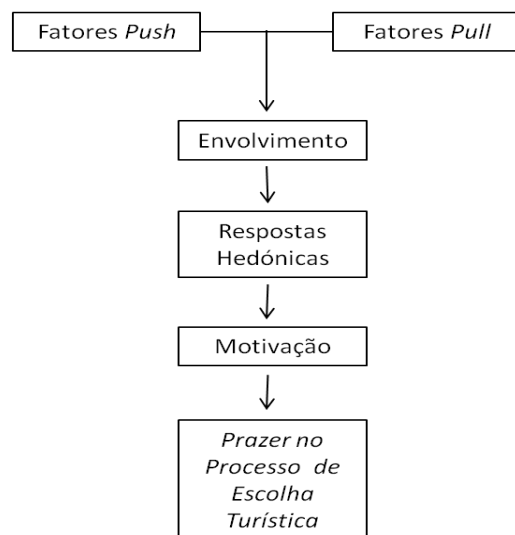 Fatores Push
Fatores Pull
Envolvimento
Respostas
Hedónicas
Motivação
Prazer no
Processo de
Escolha
Turística